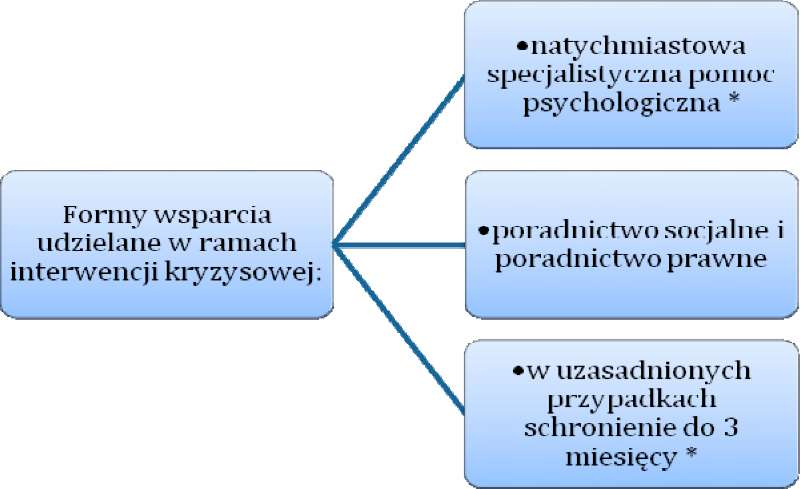 Formy wsparcia
udzielane w ramach
interwencji kryzysowej:
•natychmiastowa
specjalistyczna pomoc
psychologiczna *
•poradnictwo socjalne i
poradnictwo prawne
•w uzasadnionych
przypadkach
schronienie do 3
miesięcy *